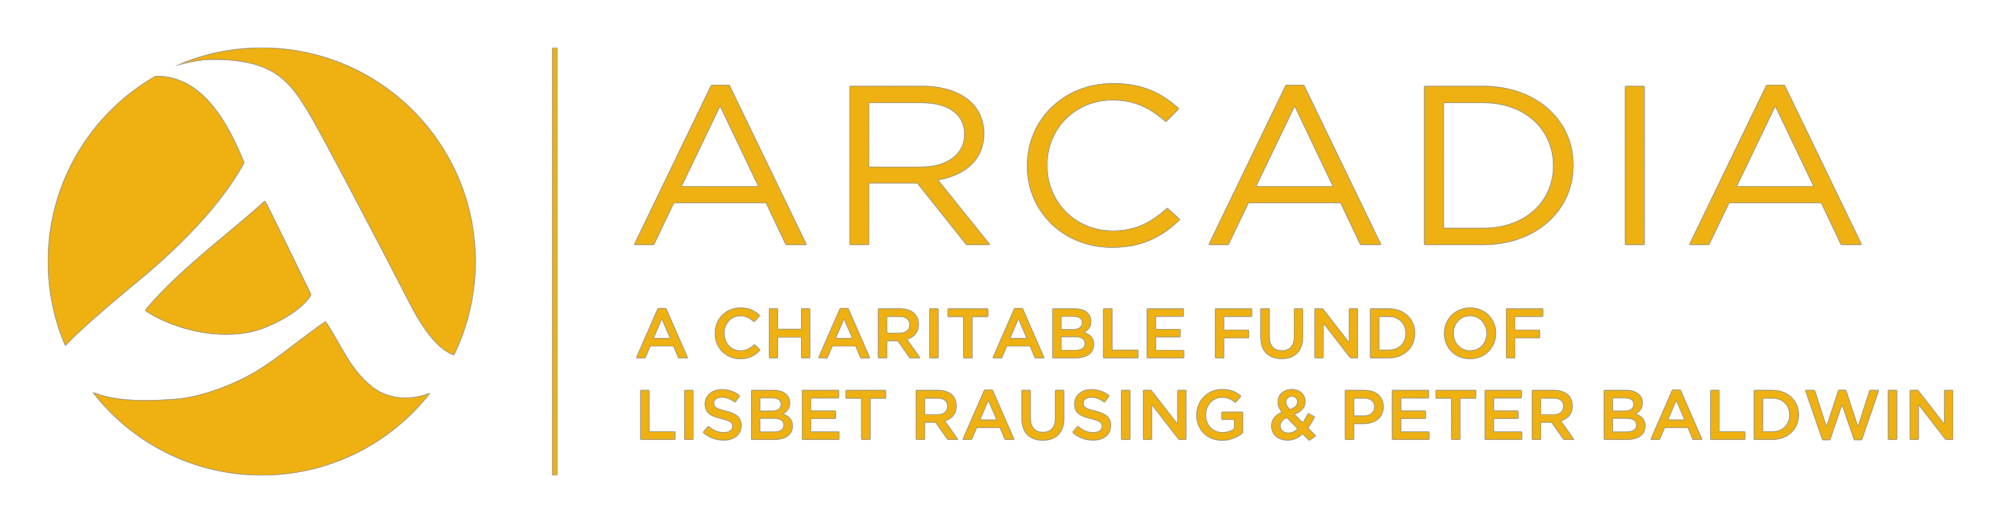 ARCADIA
A CHARITABLE FUND OF
LISBET RAUSING & PETER BALDWIN